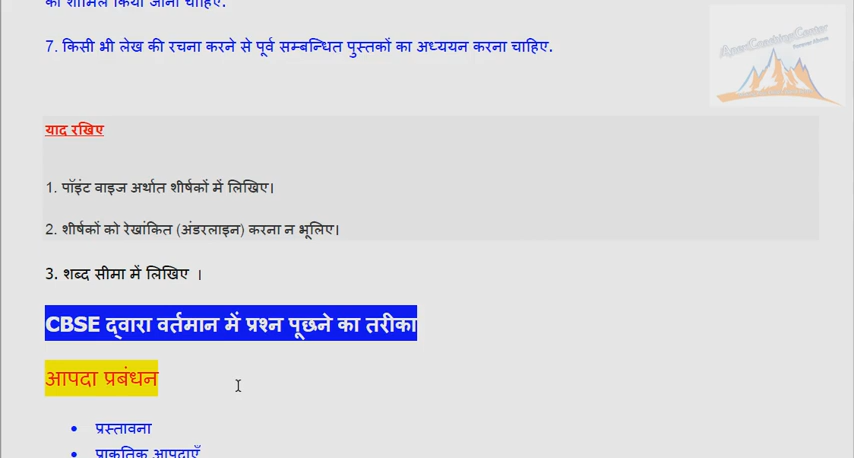 को शामिल किया जाना चाहिए.
7. किसी भी लेख की रचना करने से पूर्व सम्बन्धित पुस्तकों का अध्ययन करना चाहिए.
याद रखिए
1. पॉइंट वाइज अर्थात शीर्षकों में लिखिए।
2. शीर्षकों को रेखांकित (अंडरलाइन) करना न भूलिए।
3. शब्द सीमा में लिखिए ।
CBSE द्वारा वर्तमान में प्रश्न पूछने का तरीका
आपदा प्रबंधन
• प्रस्तावना
• प्राकृतिक आपदाएँ